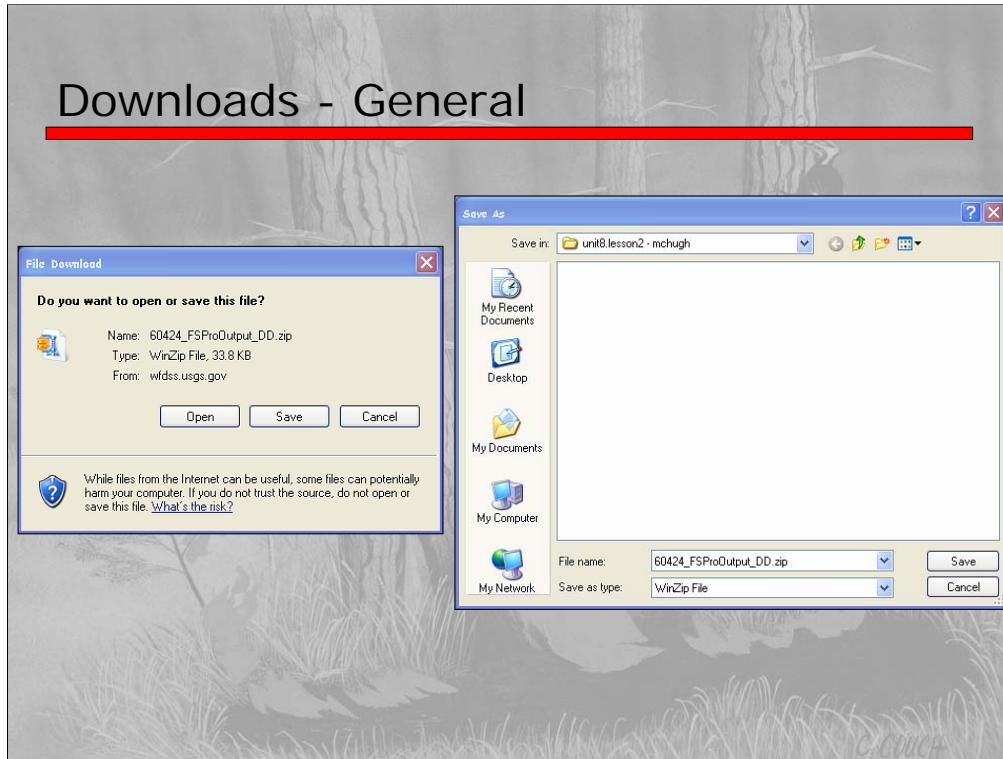 Downloads - General
File Download
Do you want to open or save this file?
Name: 60424_FSProOutput_DD.zip
Type: WinZip File, 33.8 KB
From: wfdss.usgs.gov
Open Save Cancel
While files from the Internet can be useful, some files can potentially
harm your computer. If you do not trust the source, do not open or
save this file. What's the risk?
Save As
Save in: unit8.lesson2 - mchugh
My Recent
Documents
Desktop
My Documents
My Computer
My Network
File name: 60424_FSProOutput_DD.zip Save
Save as type: WinZip File Cancel
C. COUCH